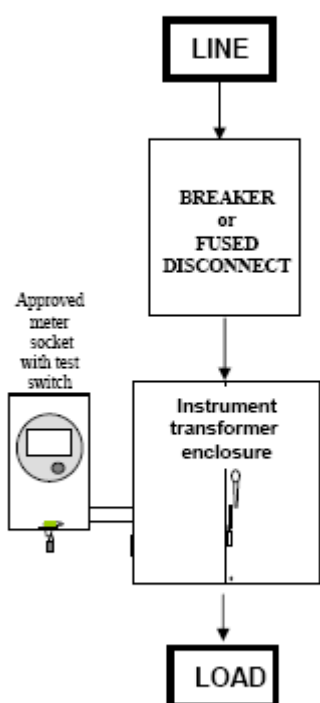 LINE
BREAKER
or
FUSED
DISCONNECT
Approved
meter
socket
with test
switch
Instrument
transformer
enclosure
LOAD